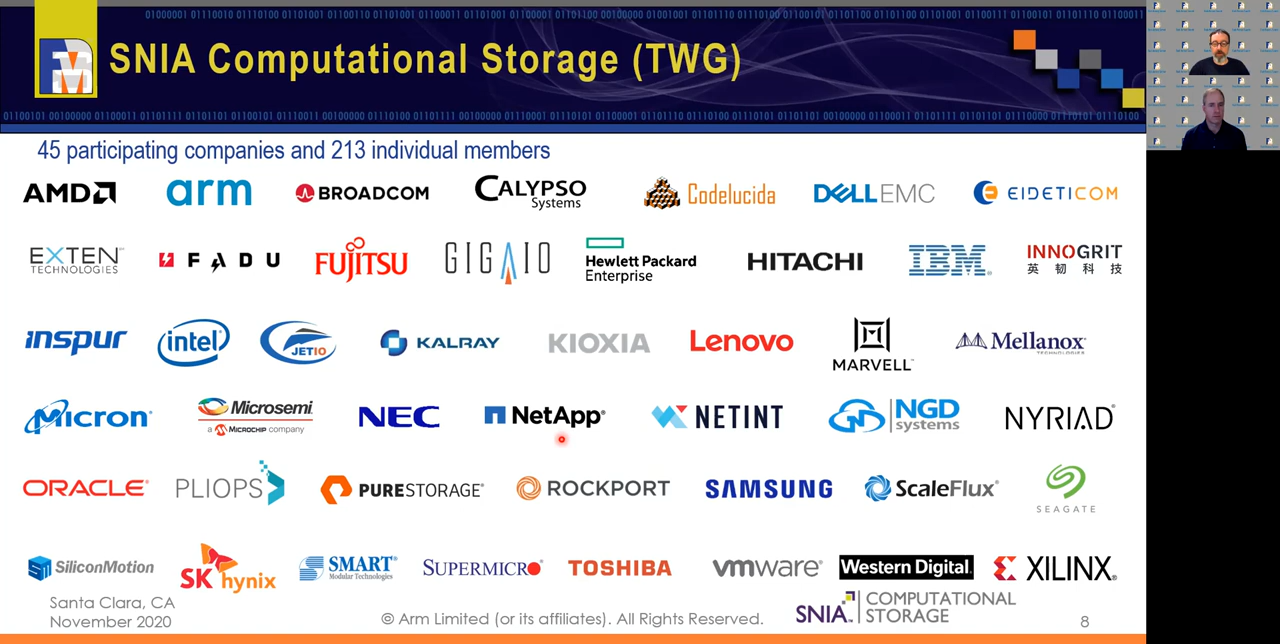 01000001 01110100 01110100
SNIA Computational Storage (TWG)
45 participating companies and 213 individual members
AMD arm BROADCOM CALYPSO Systems Codelucida DELLEMC EIDETICOM
EXTEN TECHNOLOGIES FADU FUJITSU GIGAIO Hewlett Packard Enterprise HITACHI IBM INNOGRIT 英韧科技
inspur intel JETIO KALRAY KIOXIA Lenovo MARVELL Mellanox TECHNOLOGIES
Micron Microsemi a MICROCHIP company NEC NetApp NETINT NGD systems NYRIAD
ORACLE PLIOPS PURESTORAGE ROCKPORT SAMSUNG ScaleFlux SEAGATE
SiliconMotion SK hynix SMART Modular Technologies SUPERMICRO TOSHIBA vmware Western Digital. XILINX
Santa Clara, CA
November 2020
© Arm Limited (or its affiliates). All Rights Reserved.
SNIA COMPUTATIONAL STORAGE
8